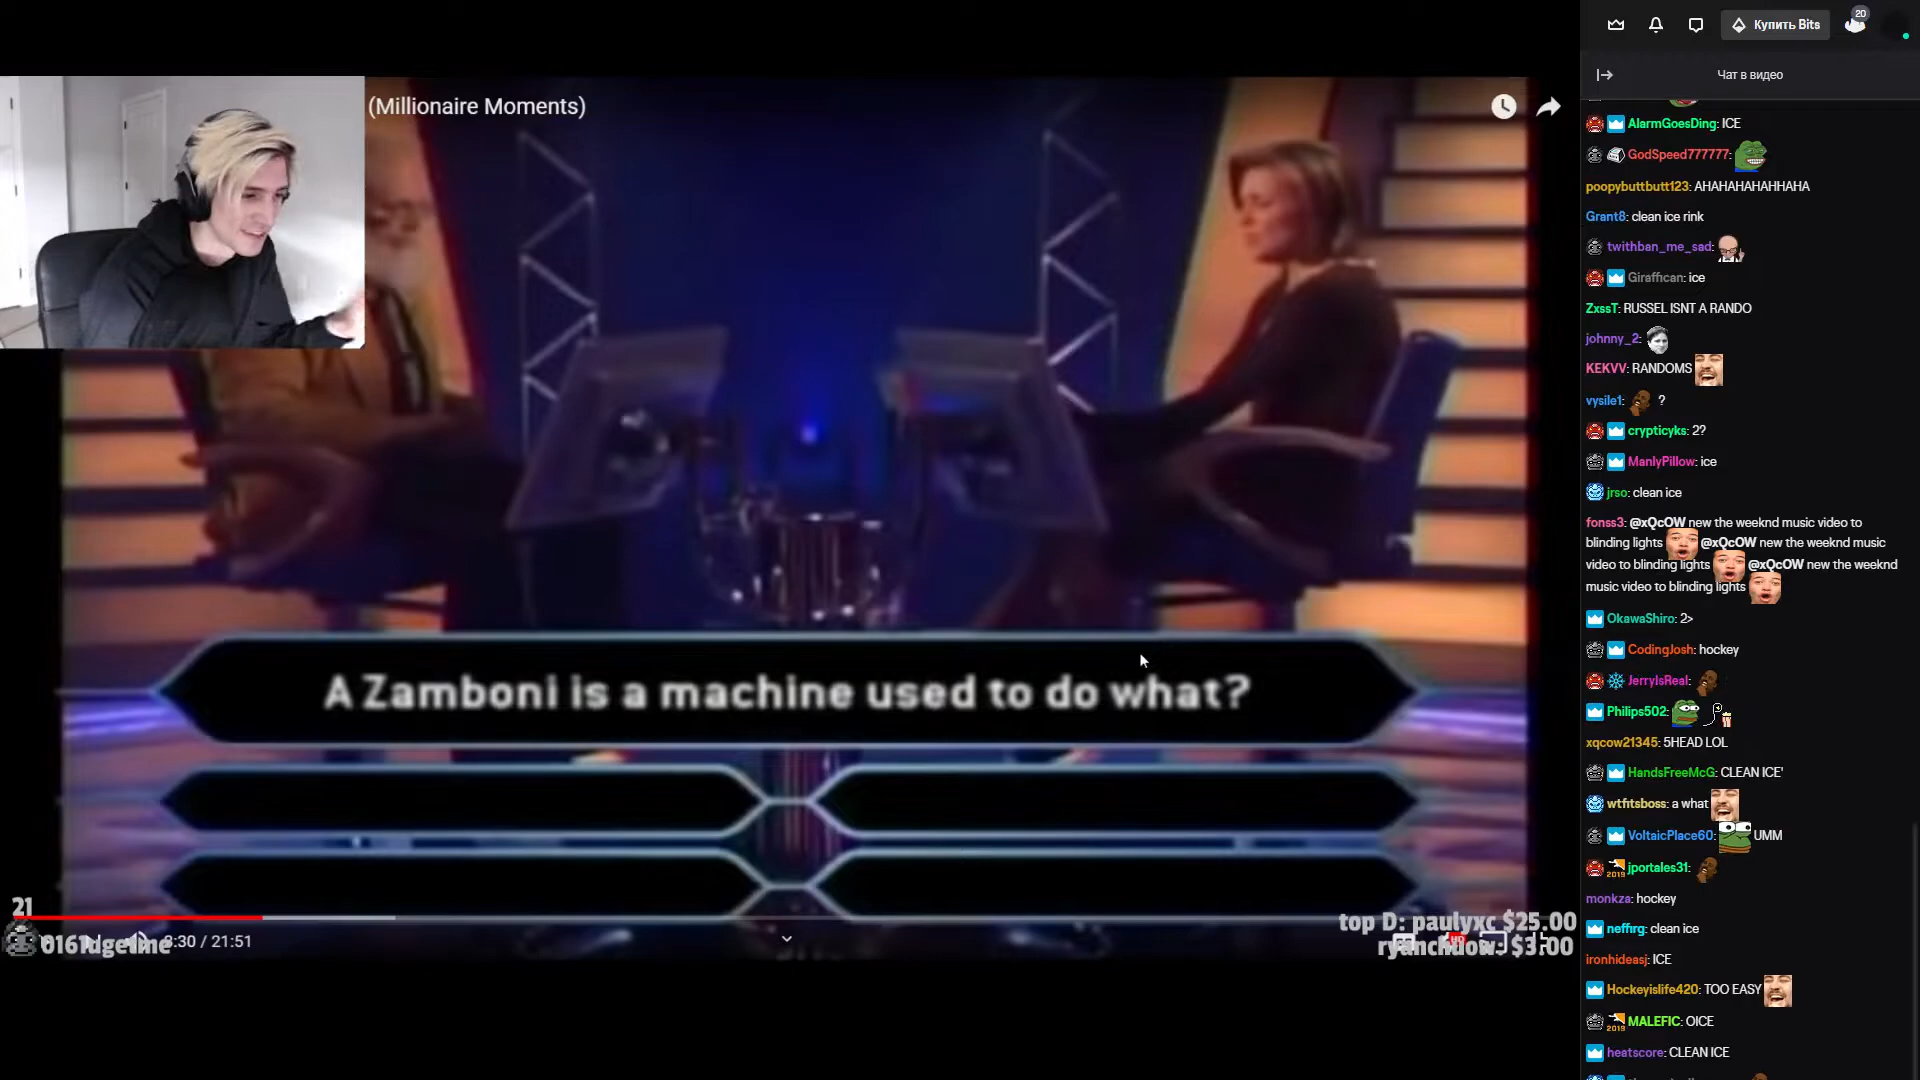 (Millionaire Moments)
A Zamboni is a machine used to do what?
21
3:30 / 21:51
top D: paulyxc $25.00
$3.00
20
Купить Bits
Чат в видео
AlarmGoesDing: ICE
GodSpeed777777:
poopybuttbutt123: AHAHAHAHAHHAHA
Grant8: clean ice rink
twithban_me_sad:
Giraffican: ice
ZxssT: RUSSEL ISNT A RANDO
johnny_2:
KEKVV: RANDOMS
vysile1: ?
crypticyks: 2?
ManlyPillow: ice
jrso: clean ice
fonss3: @xQcOW new the weeknd music video to
blinding lights @xQcOW new the weeknd music
video to blinding lights @xQcOW new the weeknd
music video to blinding lights
OkawaShiro: 2>
CodingJosh: hockey
JerryIsReal:
Philips502:
xqcow21345: 5HEAD LOL
HandsFreeMcG: CLEAN ICE'
wtfitsboss: a what
VoltaicPlace60: UMM
2019 jportales31:
monkza: hockey
neffirg: clean ice
ironhideasj: ICE
Hockeyislife420: TOO EASY
2019 MALEFIC: OICE
heatscore: CLEAN ICE